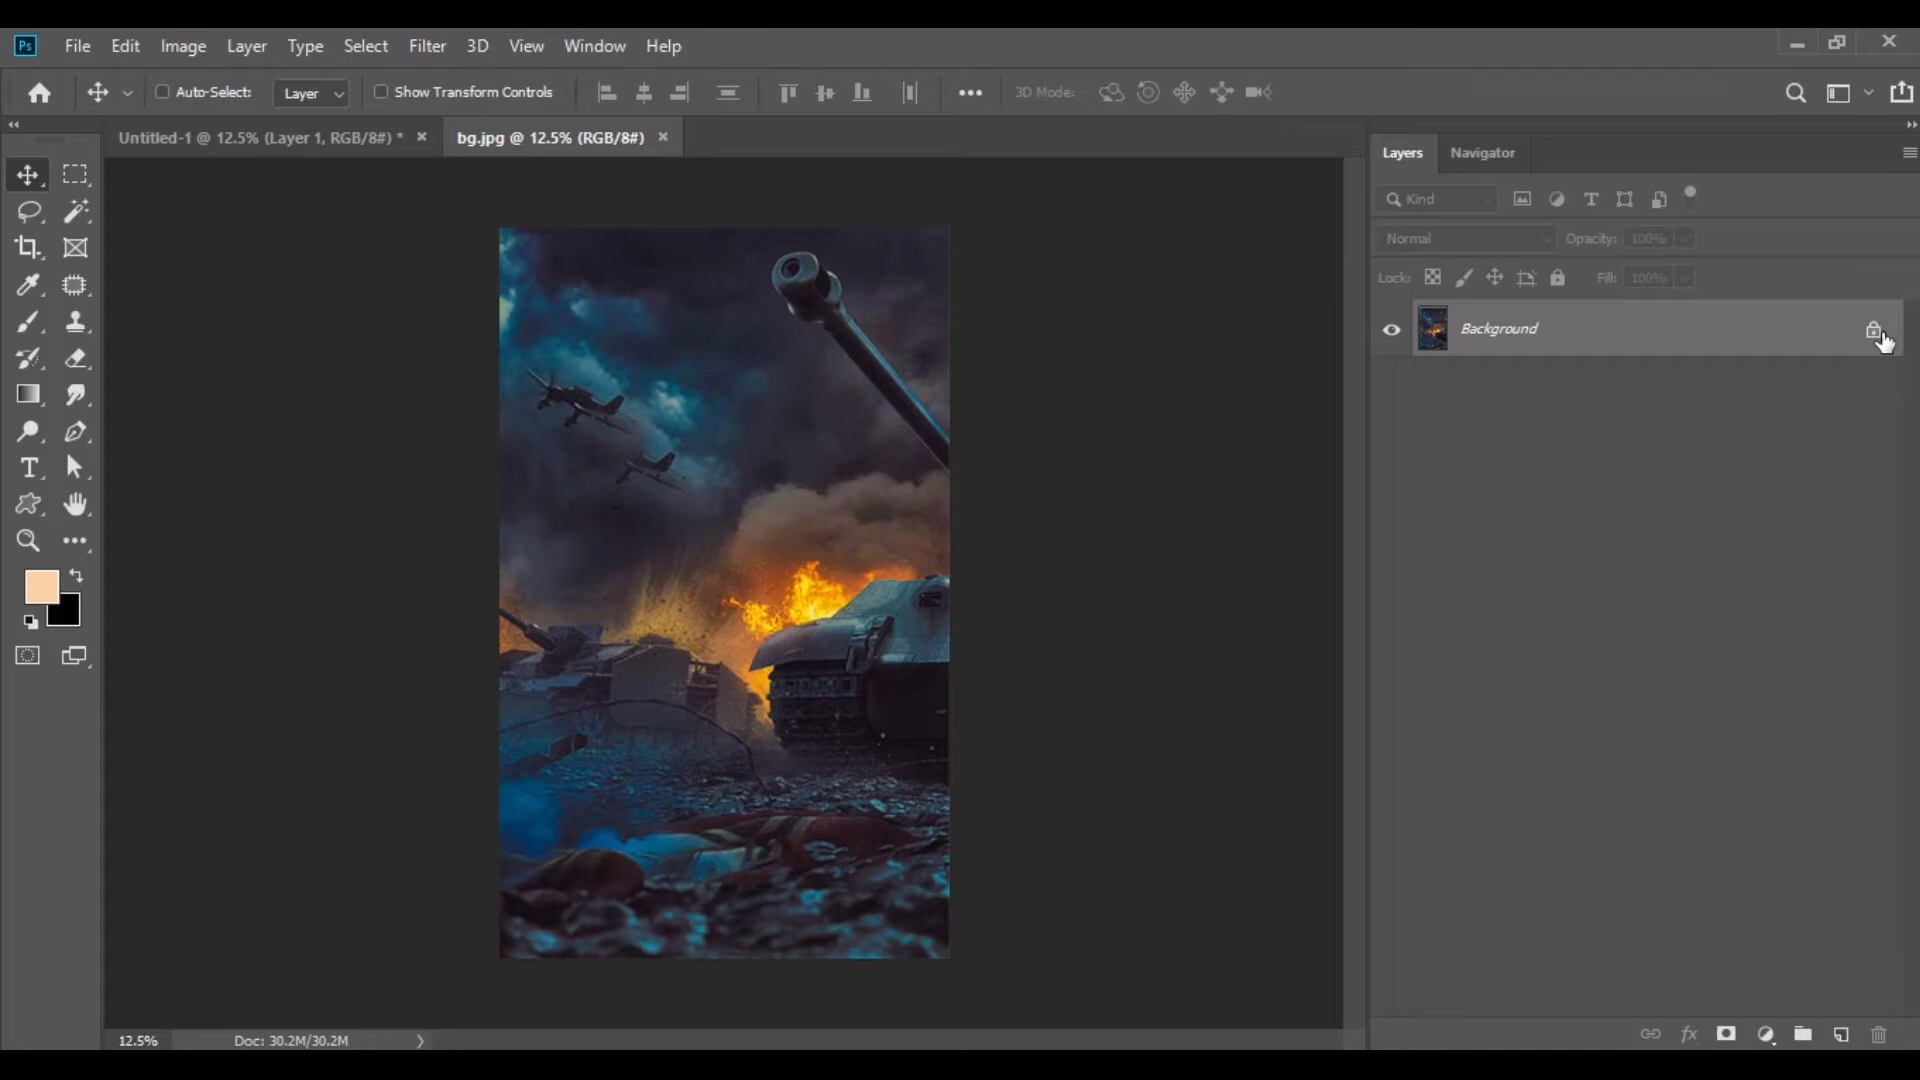 Ps File Edit Image Layer Type Select Filter 3D View Window Help
Auto-Select: Layer Show Transform Controls 3D Mode:
Untitled-1 @ 12.5% (Layer 1, RGB/8#) * bg.jpg @ 12.5% (RGB/8#)
Layers Navigator
Kind
Normal Opacity: 100%
Lock: Fill: 100%
Background
12.5% Doc: 30.2M/30.2M